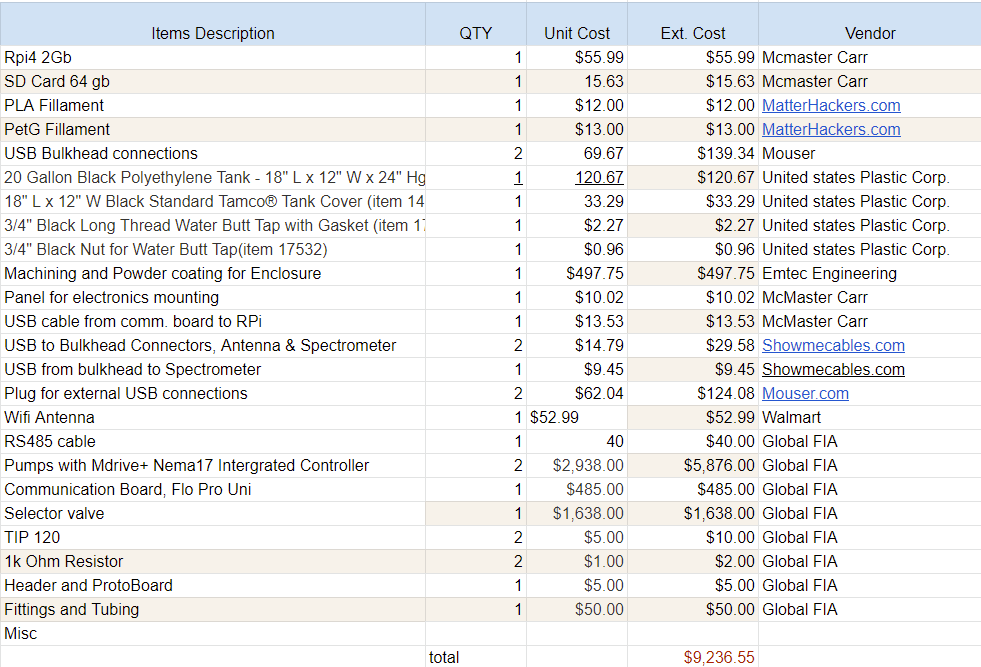 Items Description QTY Unit Cost Ext. Cost Vendor
Rpi4 2Gb 1 $55.99 $55.99 Mcmaster Carr
SD Card 64 gb 1 15.63 $15.63 Mcmaster Carr
PLA Fillament 1 $12.00 $12.00 MatterHackers.com
PetG Fillament 1 $13.00 $13.00 MatterHackers.com
USB Bulkhead connections 2 69.67 $139.34 Mouser
20 Gallon Black Polyethylene Tank - 18" L x 12" W x 24" Hg 1 120.67 $120.67 United states Plastic Corp.
18" L x 12" W Black Standard Tamco® Tank Cover (item 14 1 33.29 $33.29 United states Plastic Corp.
3/4" Black Long Thread Water Butt Tap with Gasket (item 17 1 $2.27 $2.27 United states Plastic Corp.
3/4" Black Nut for Water Butt Tap(item 17532) 1 $0.96 $0.96 United states Plastic Corp.
Machining and Powder coating for Enclosure 1 $497.75 $497.75 Emtec Engineering
Panel for electronics mounting 1 $10.02 $10.02 McMaster Carr
USB cable from comm. board to RPi 1 $13.53 $13.53 McMaster Carr
USB to Bulkhead Connectors, Antenna & Spectrometer 2 $14.79 $29.58 Showmecables.com
USB from bulkhead to Spectrometer 1 $9.45 $9.45 Showmecables.com
Plug for external USB connections 2 $62.04 $124.08 Mouser.com
Wifi Antenna 1 $52.99 $52.99 Walmart
RS485 cable 1 40 $40.00 Global FIA
Pumps with Mdrive+ Nema17 Intergrated Controller 2 $2,938.00 $5,876.00 Global FIA
Communication Board, Flo Pro Uni 1 $485.00 $485.00 Global FIA
Selector valve 1 $1,638.00 $1,638.00 Global FIA
TIP 120 2 $5.00 $10.00 Global FIA
1k Ohm Resistor 2 $1.00 $2.00 Global FIA
Header and ProtoBoard 1 $5.00 $5.00 Global FIA
Fittings and Tubing 1 $50.00 $50.00 Global FIA
Misc
total $9,236.55